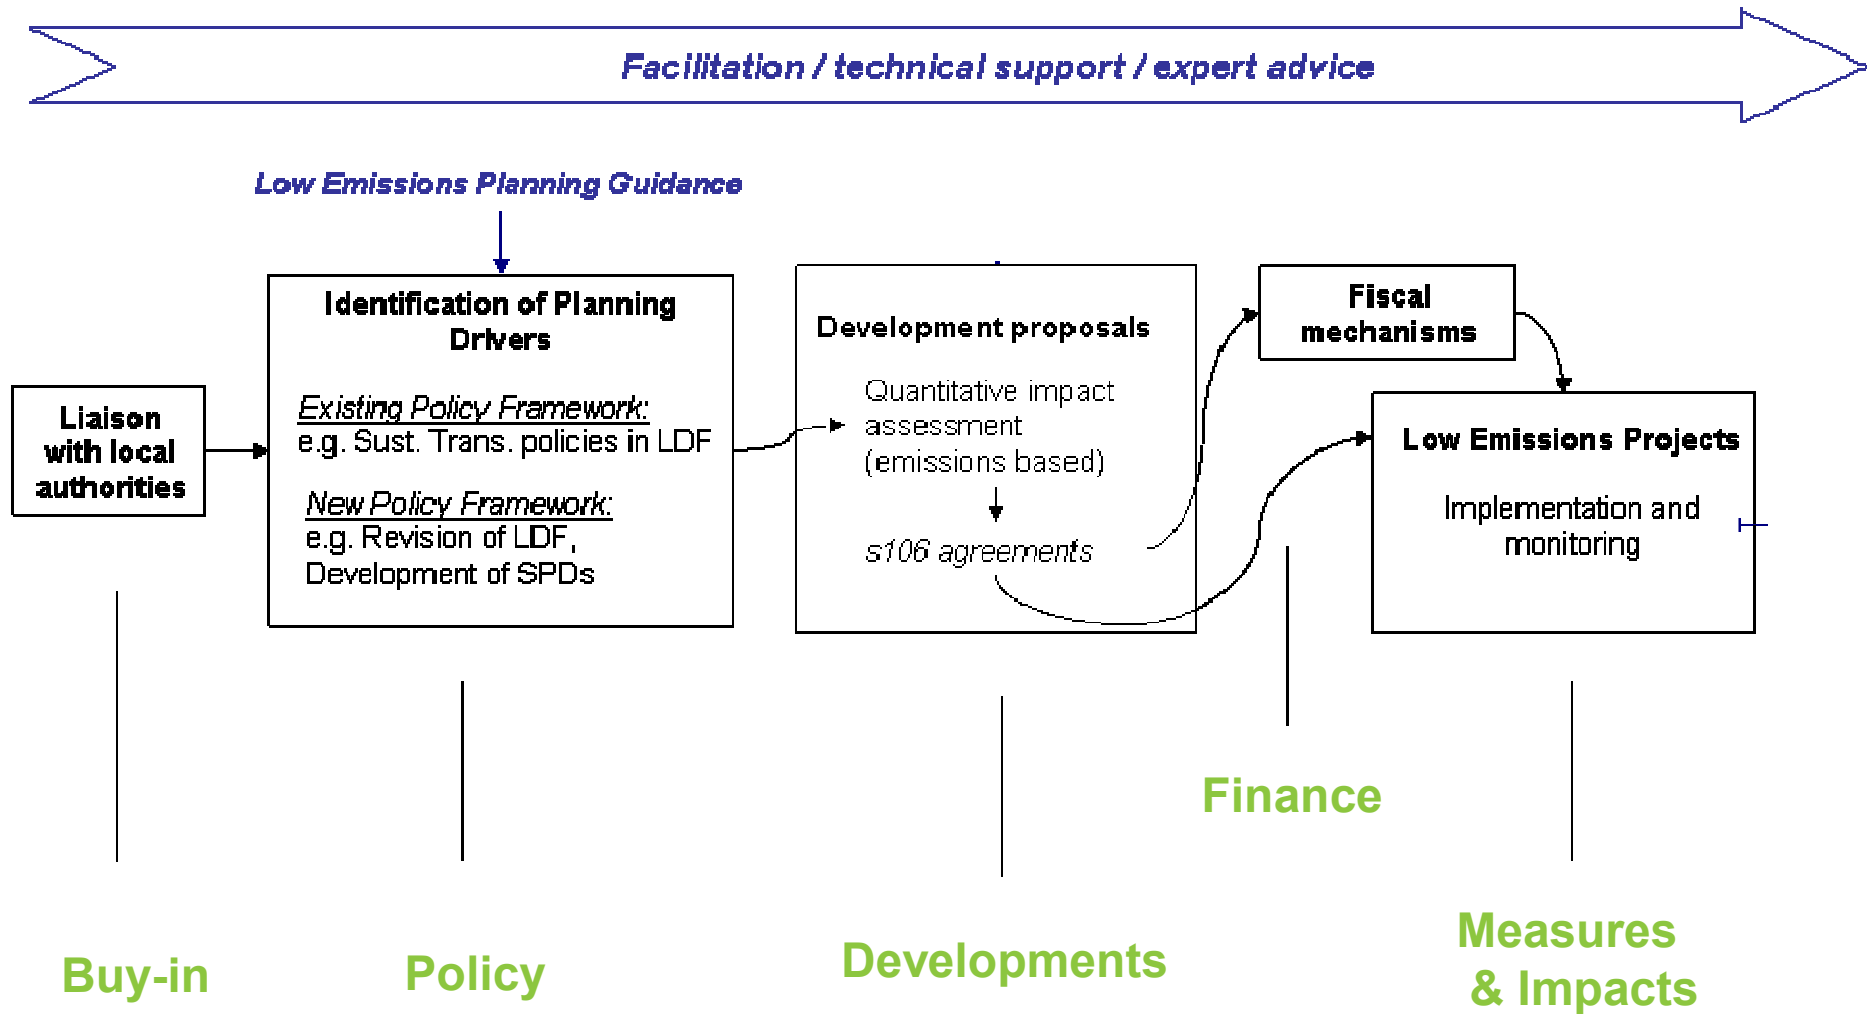 Facilitation / technical support / expert advice
Low Emissions Planning Guidance
Liaison
with local
authorities
Identification of Planning
Drivers
Existing Policy Framework:
e.g. Sust. Trans. policies in LDF
New Policy Framework:
e.g. Revision of LDF,
Development of SPDs
Development proposals
Quantitative impact
assessment
(emissions based)
s106 agreements
Fiscal
mechanisms
Low Emissions Projects
Implementation and
monitoring
Buy-in
Policy
Developments
Finance
Measures
& Impacts